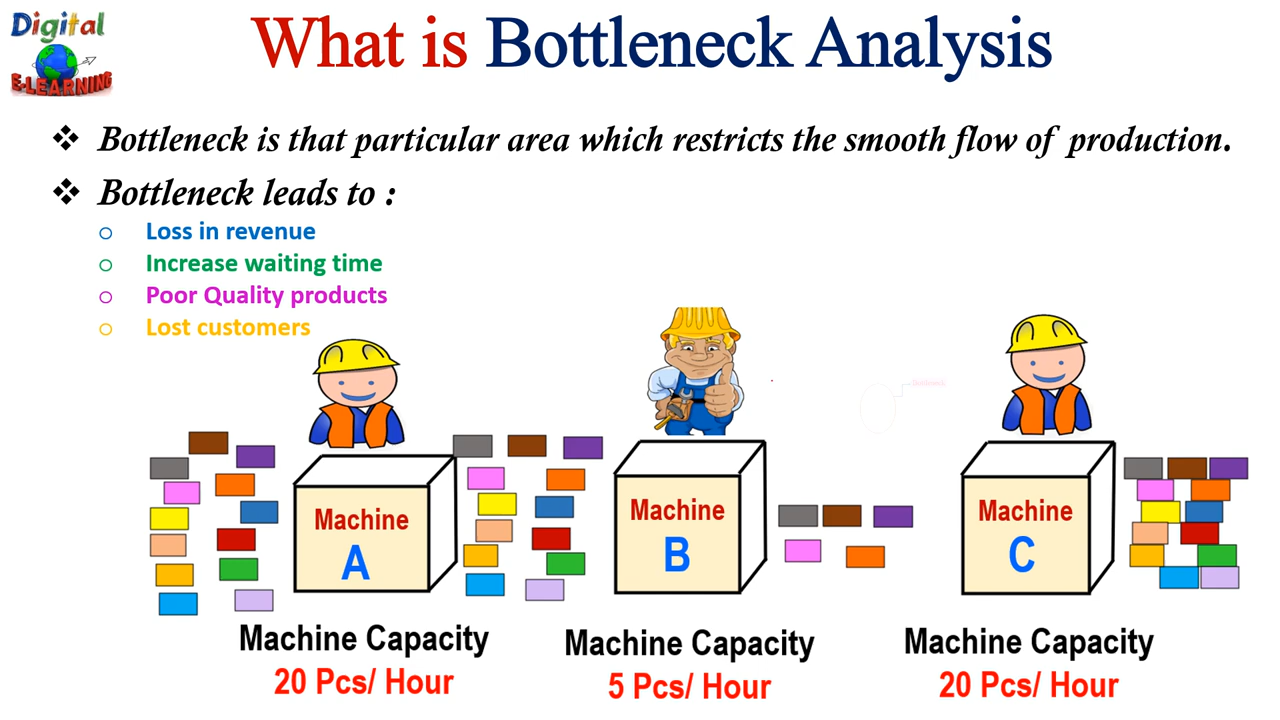 Digital
E-LEARNING
What is Bottleneck Analysis
❖ Bottleneck is that particular area which restricts the smooth flow of production.
❖ Bottleneck leads to :
o Loss in revenue
o Increase waiting time
o Poor Quality products
o Lost customers
Machine
A
Machine
B
Machine
C
Machine Capacity
20 Pcs/ Hour
Machine Capacity
5 Pcs/ Hour
Machine Capacity
20 Pcs/ Hour